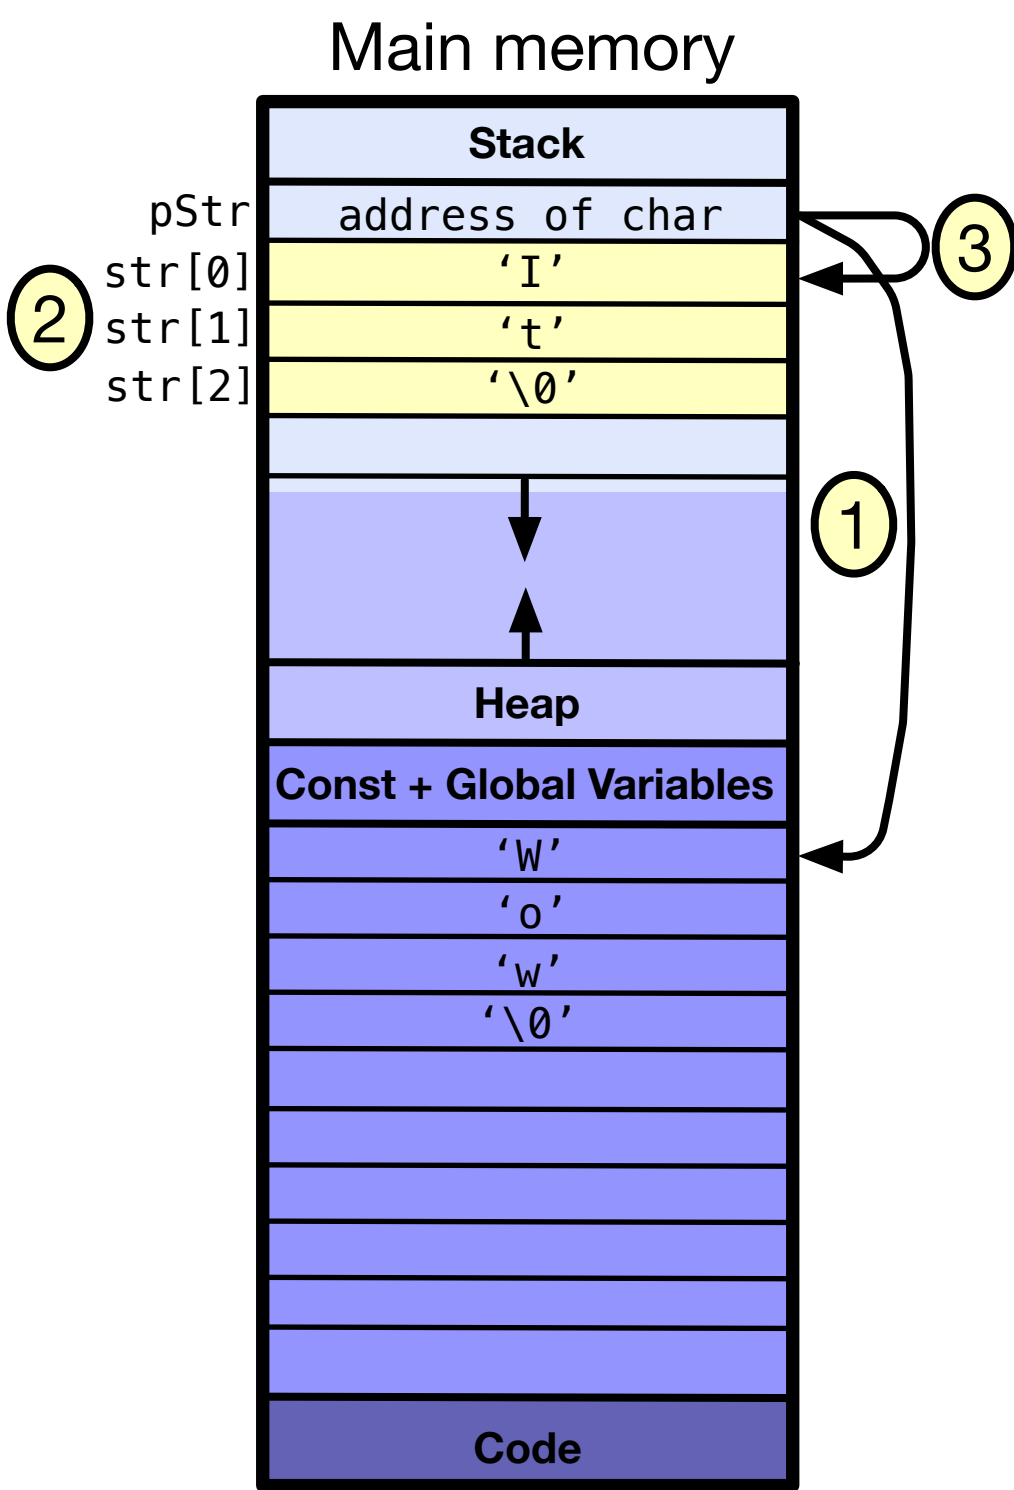 Main memory
Stack
pStr address of char
3
str[0] ‘I’
2
str[1] ‘t’
str[2] ‘\0’
1
Heap
Const + Global Variables
‘W’
‘o’
‘w’
‘\0’
Code